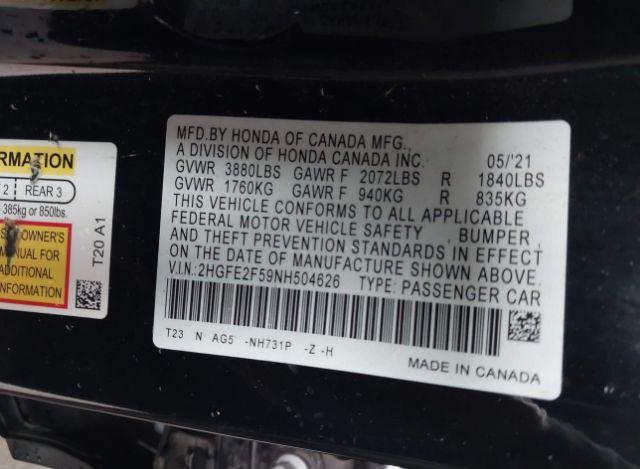 RMATION
2 REAR 3
385kg or 850lbs.
OWNER'S
MANUAL FOR
ADDITIONAL
INFORMATION
T20 A1
MFD.BY HONDA OF CANADA MFG.,
A DIVISION OF HONDA CANADA INC. 05/'21
GVWR 3880LBS GAWR F 2072LBS R 1840LBS
GVWR 1760KG GAWR F 940KG R 835KG
THIS VEHICLE CONFORMS TO ALL APPLICABLE
FEDERAL MOTOR VEHICLE SAFETY , BUMPER ,
AND THEFT PREVENTION STANDARDS IN EFFECT
ON THE DATE OF MANUFACTURE SHOWN ABOVE.
V.I.N:2HGFE2F59NH504626 TYPE: PASSENGER CAR
T23 N AG5 -NH731P -Z -H
MADE IN CANADA